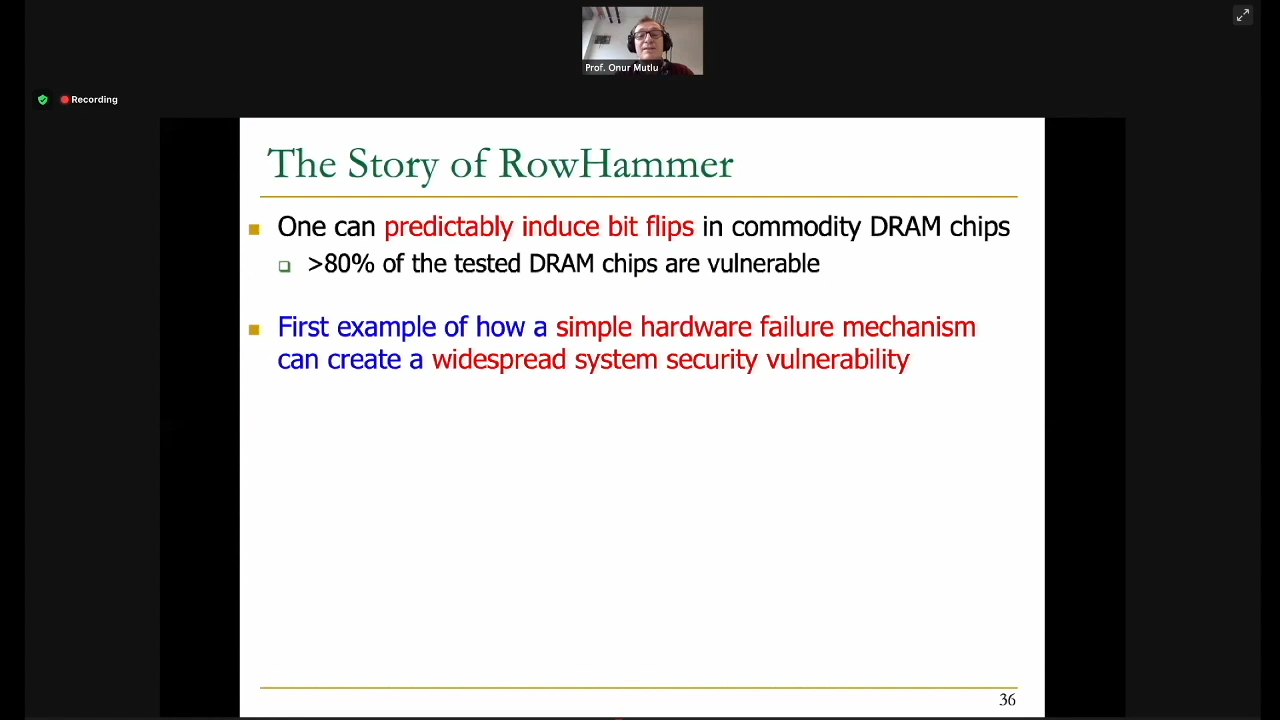 Prof. Onur Mutlu
Recording
The Story of RowHammer
One can predictably induce bit flips in commodity DRAM chips
>80% of the tested DRAM chips are vulnerable
First example of how a simple hardware failure mechanism
can create a widespread system security vulnerability
36